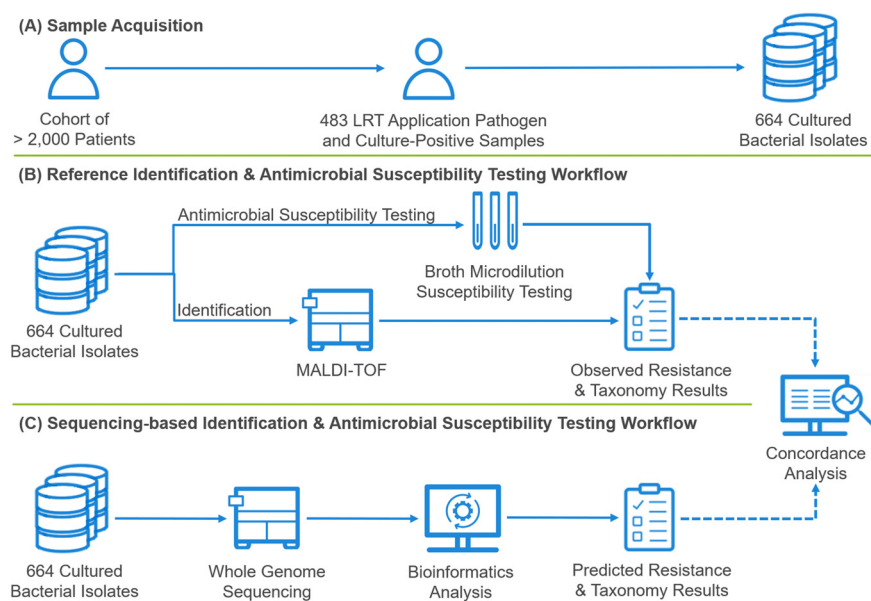 (A) Sample Acquisition
Cohort of
> 2,000 Patients
483 LRT Application Pathogen
and Culture-Positive Samples
664 Cultured
Bacterial Isolates
(B) Reference Identification & Antimicrobial Susceptibility Testing Workflow
Antimicrobial Susceptibility Testing
Broth Microdilution
Susceptibility Testing
Identification
664 Cultured
Bacterial Isolates
MALDI-TOF
Observed Resistance
& Taxonomy Results
(C) Sequencing-based Identification & Antimicrobial Susceptibility Testing Workflow
Concordance
Analysis
664 Cultured
Bacterial Isolates
Whole Genome
Sequencing
Bioinformatics
Analysis
Predicted Resistance
& Taxonomy Results